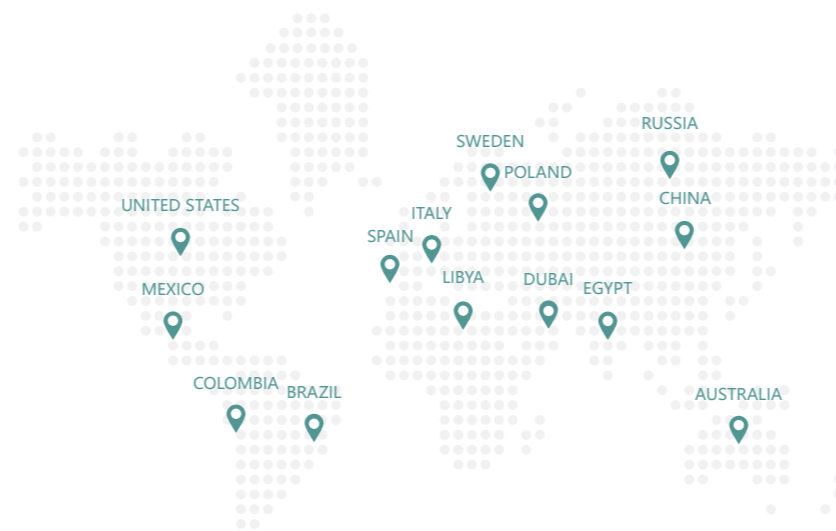 RUSSIA
SWEDEN
POLAND
CHINA
UNITED STATES
ITALY
SPAIN
LIBYA
DUBAI
EGYPT
MEXICO
COLOMBIA
BRAZIL
AUSTRALIA